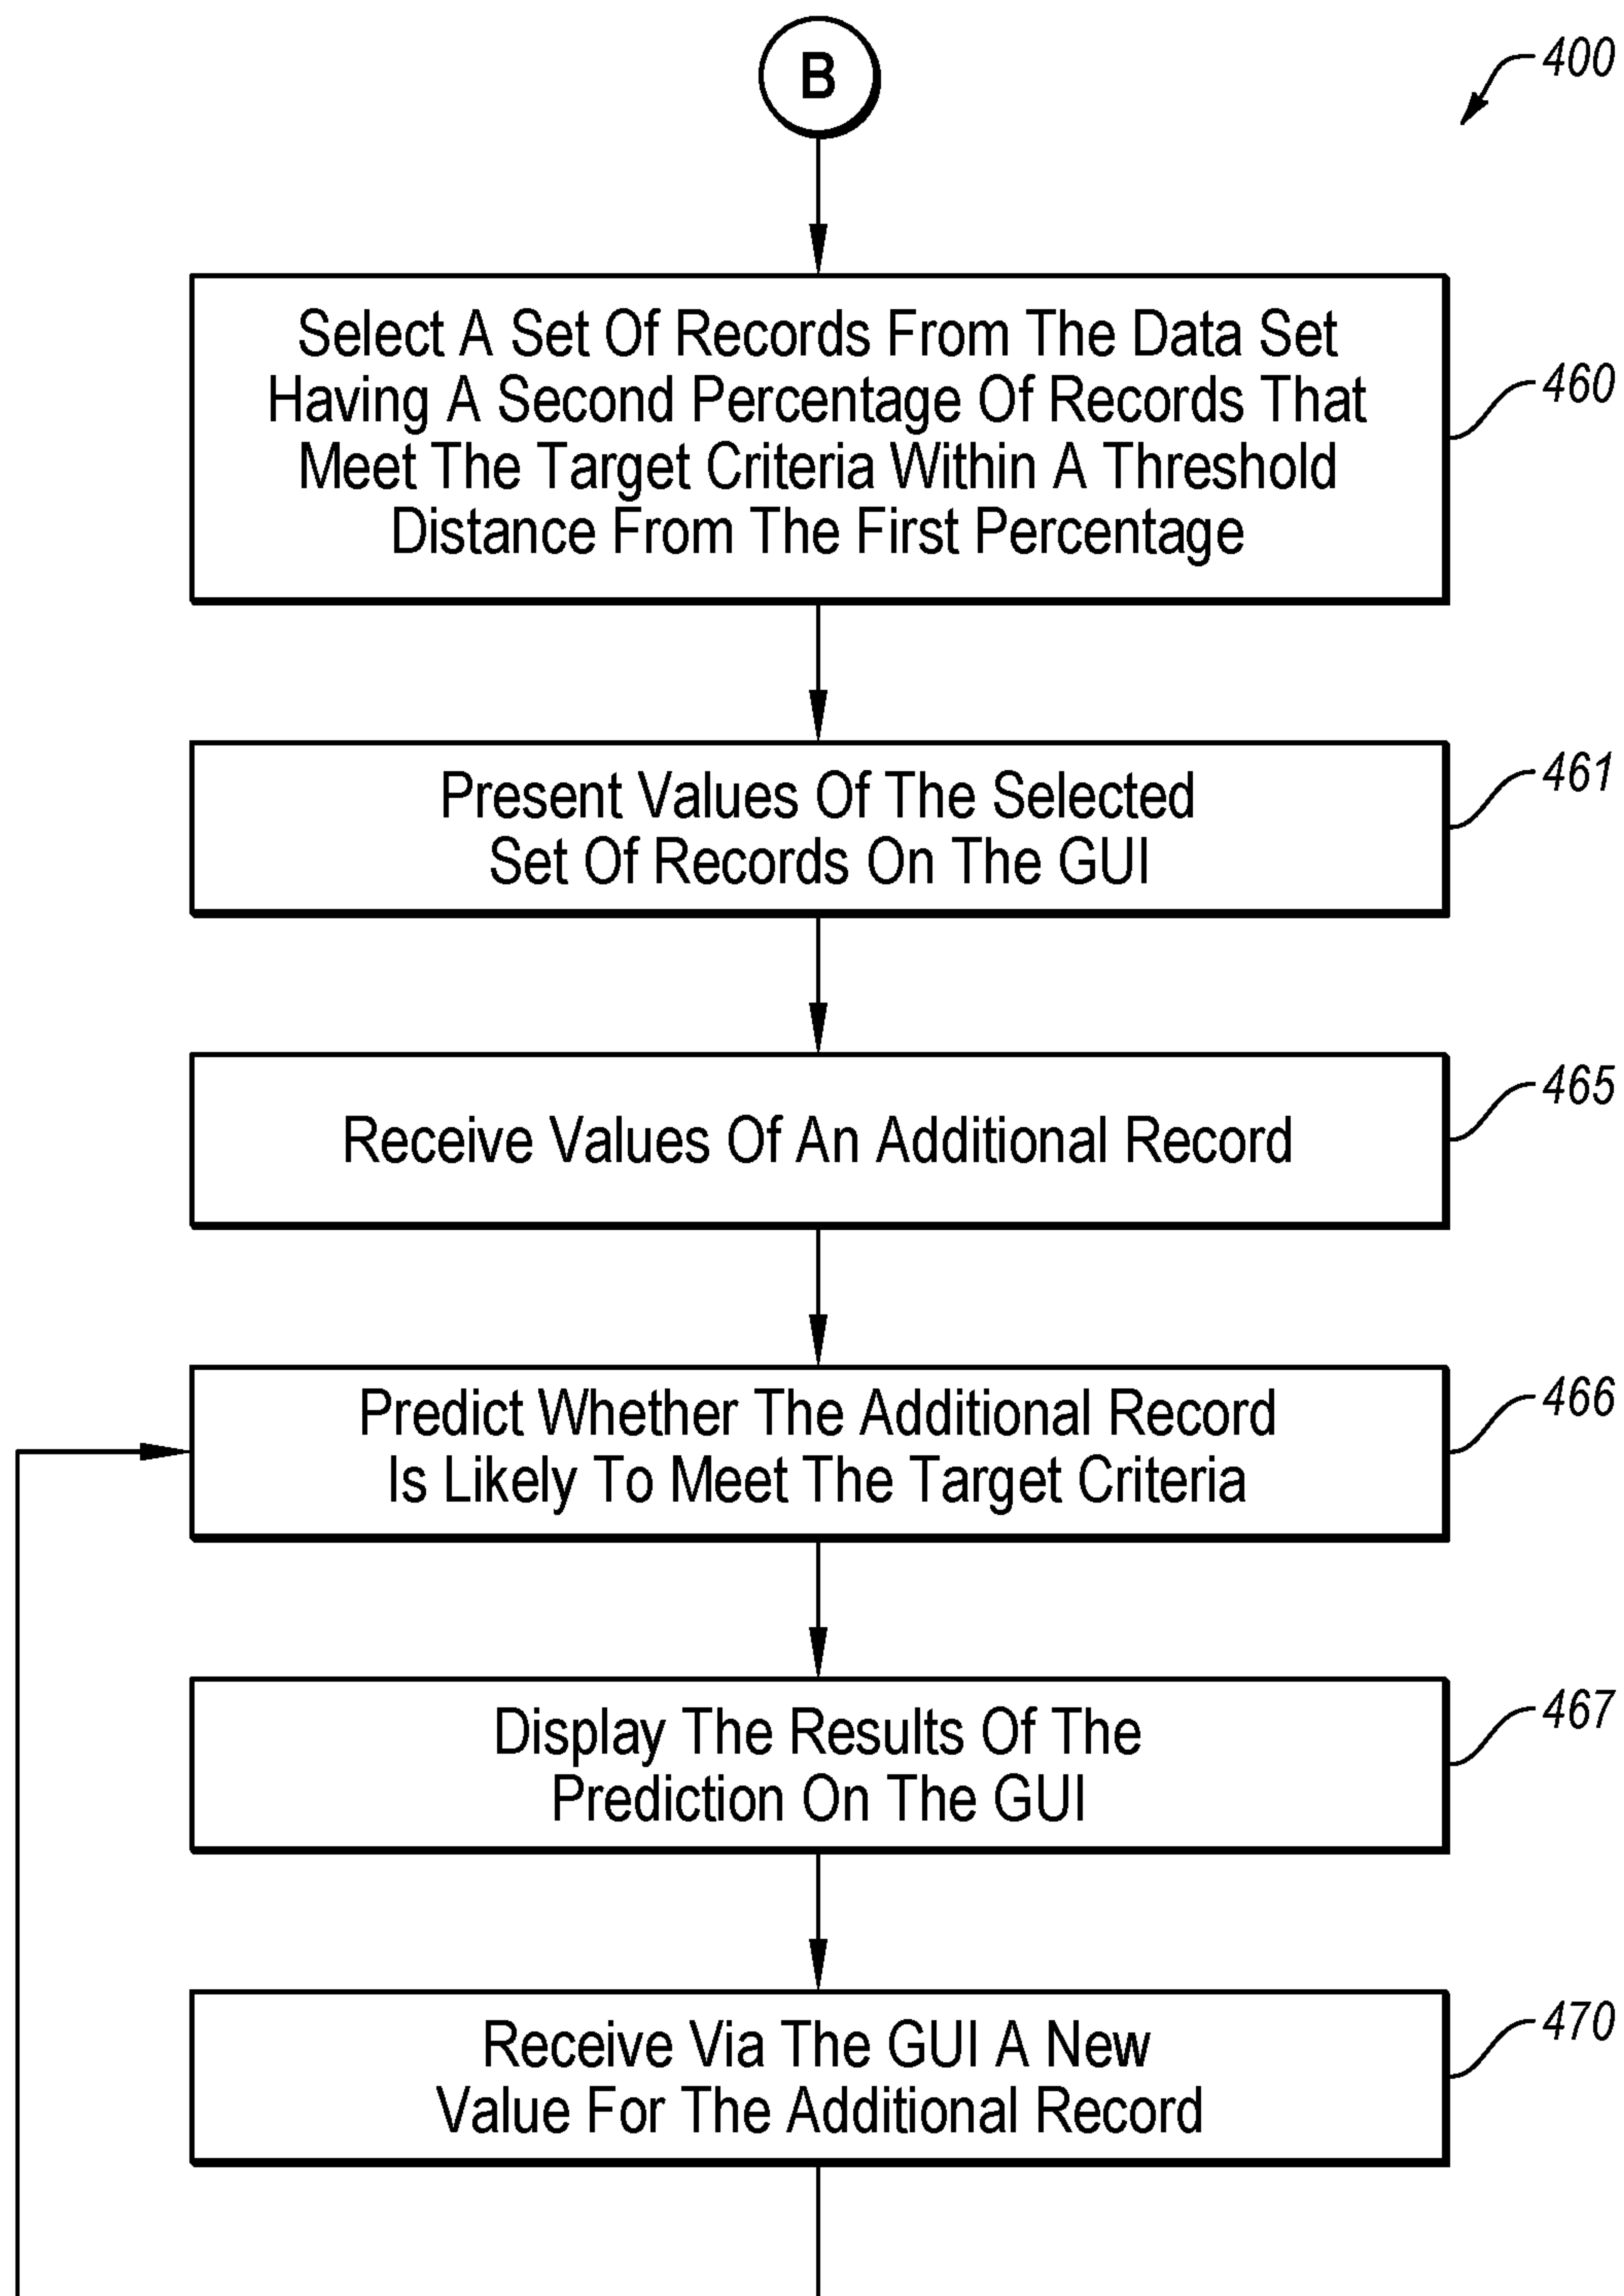 B
400
Select A Set Of Records From The Data Set
Having A Second Percentage Of Records That
Meet The Target Criteria Within A Threshold
Distance From The First Percentage
460
Present Values Of The Selected
Set Of Records On The GUI
461
Receive Values Of An Additional Record
465
Predict Whether The Additional Record
Is Likely To Meet The Target Criteria
466
Display The Results Of The
Prediction On The GUI
467
Receive Via The GUI A New
Value For The Additional Record
470